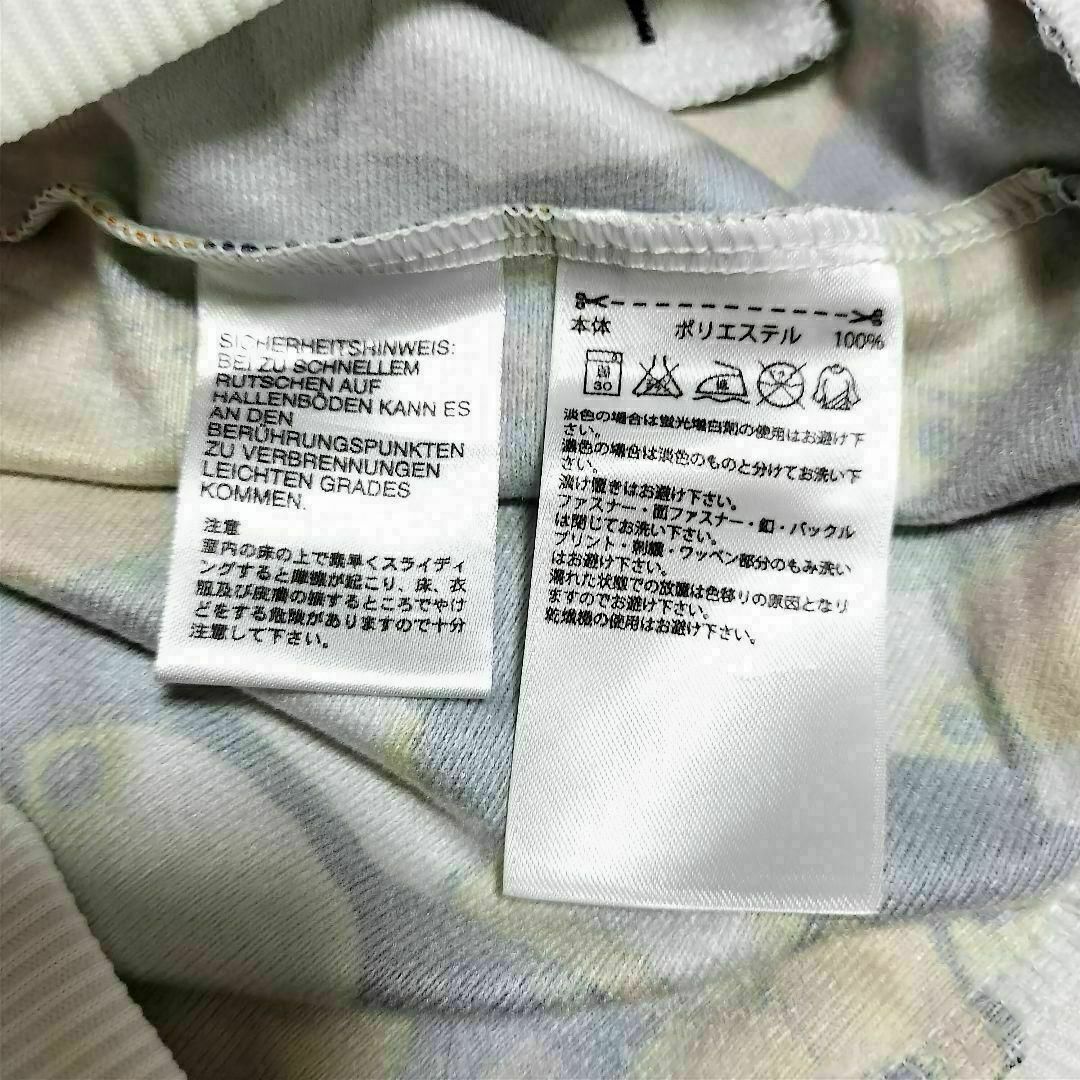 SICHERHEITSHINWEIS:
BEI ZU SCHNELLEM
RUTSCHEN AUF
HALLENBÖDEN KANN ES
AN DEN
BERÜHRUNGSPUNKTEN
ZU VERBRENNUNGEN
LEICHTEN GRADES
KOMMEN.
注意
室内の床の上で素早くスライディ
ングすると摩擦が起こり、床、衣
服及び皮膚の接するところでやけ
どをする危険がありますので十分
注意して下さい。
本体 ポリエステル 100%
30
淡色の場合は蛍光増白剤の使用はお避け下
さい。
濃色の場合は淡色のものと分けてお洗い下
さい。
漬け置きはお避け下さい。
ファスナー・面ファスナー・釦・バックル
は閉じてお洗い下さい。
プリント・刺繍・ワッペン部分のもみ洗い
はお避け下さい。
濡れた状態での放置は色移りの原因となり
ますのでお避け下さい。
乾燥機の使用はお避け下さい。